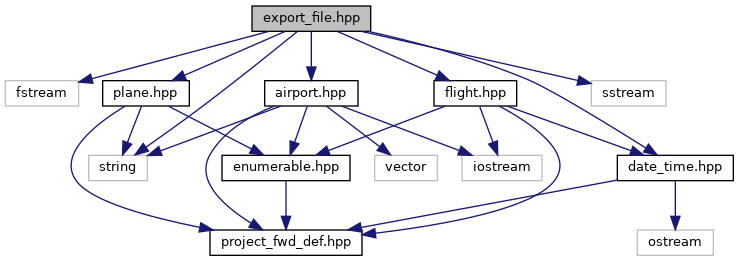 export_file.hpp
fstream
plane.hpp
airport.hpp
flight.hpp
sstream
string
enumerable.hpp
vector
iostream
date_time.hpp
project_fwd_def.hpp
ostream